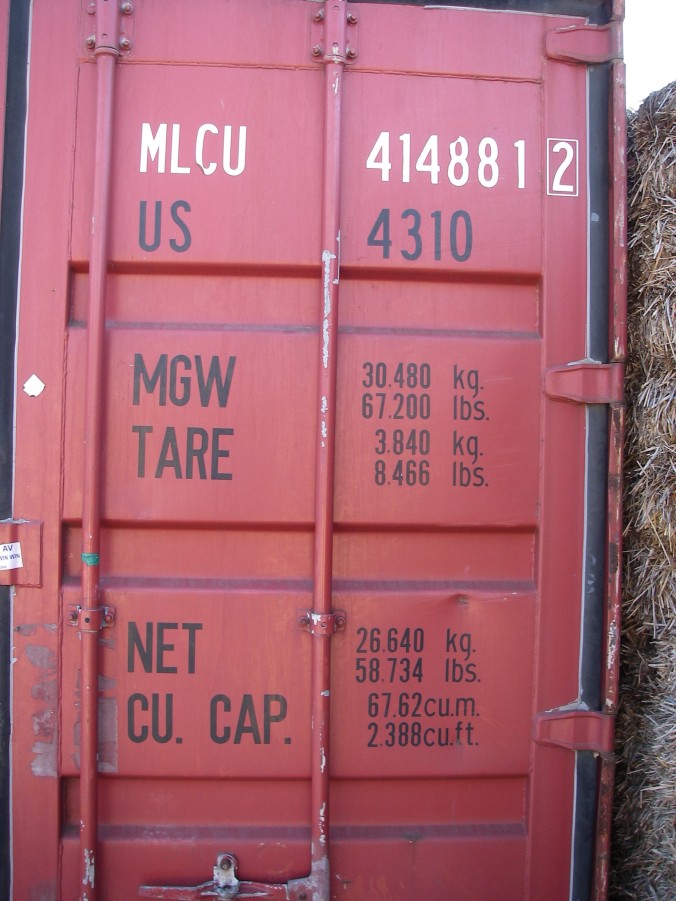 MLCU 414881 2
US 4310
MGW 30.480 kg.
67.200 lbs.
TARE 3.840 kg.
8.466 lbs.
AV
NET 26.640 kg.
58.734 lbs.
CU. CAP. 67.62cu.m.
2.388cu.ft.